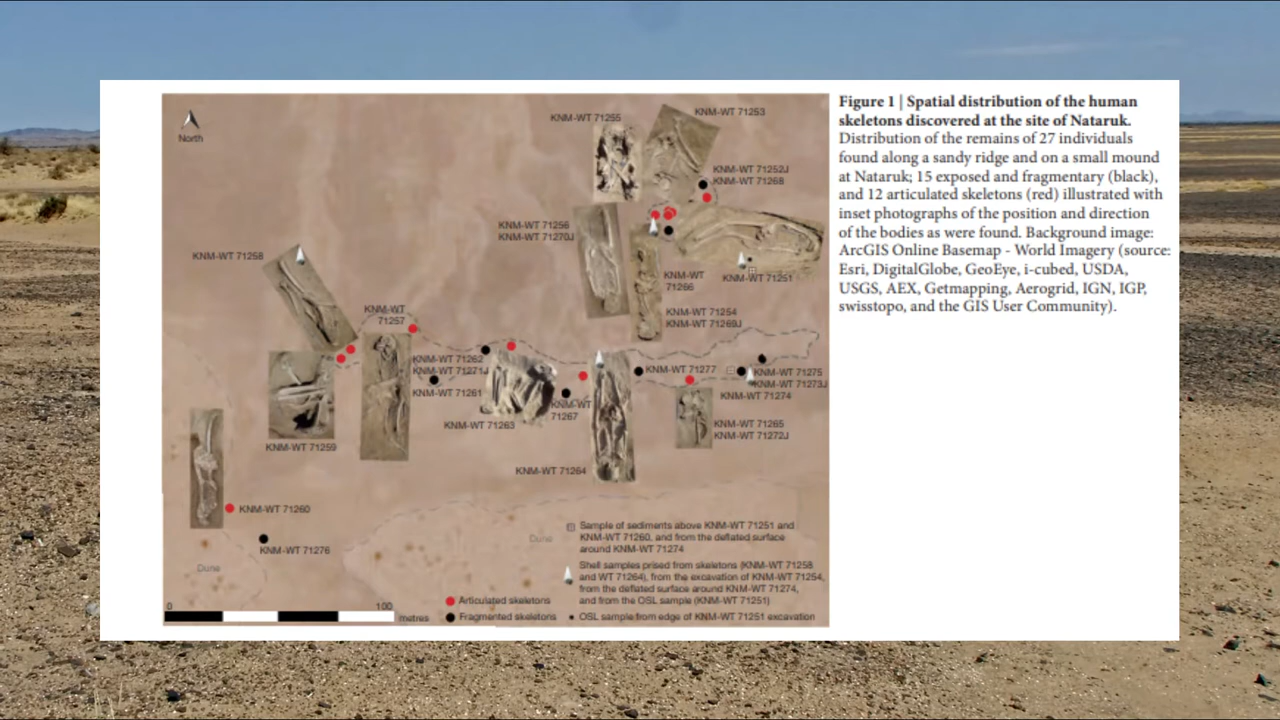 North
KNM-WT 71255
KNM-WT 71253
KNM-WT 71252J
KNM-WT 71268
KNM-WT 71256
KNM-WT 71270J
KNM-WT 71258
KNM-WT 71251
KNM-WT
71266
KNM-WT
71257
KNM-WT 71254
KNM-WT 71269J
KNM-WT 71262
KNM-WT 71271J
KNM-WT 71261
KNM-WT 71277
KNM-WT 71275
KNM-WT 71273J
KNM-WT 71274
KNM-WT
71267
KNM-WT 71263
KNM-WT 71265
KNM-WT 71272J
KNM-WT 71259
KNM-WT 71264
KNM-WT 71260
KNM-WT 71276
Dune
Dune
Sample of sediments above KNM-WT 71251 and
KNM-WT 71260, and from the deflated surface
around KNM-WT 71274
Shell samples prised from skeletons (KNM-WT 71258
and WT 71264), from the excavation of KNM-WT 71254,
from the deflated surface around KNM-WT 71274,
and from the OSL sample (KNM-WT 71251)
0 100
metres
Articulated skeletons
Fragmented skeletons
OSL sample from edge of KNM-WT 71251 excavation
Figure 1 | Spatial distribution of the human
skeletons discovered at the site of Nataruk.
Distribution of the remains of 27 individuals
found along a sandy ridge and on a small mound
at Nataruk; 15 exposed and fragmentary (black),
and 12 articulated skeletons (red) illustrated with
inset photographs of the position and direction
of the bodies as were found. Background image:
ArcGIS Online Basemap - World Imagery (source:
Esri, DigitalGlobe, GeoEye, i-cubed, USDA,
USGS, AEX, Getmapping, Aerogrid, IGN, IGP,
swisstopo, and the GIS User Community).